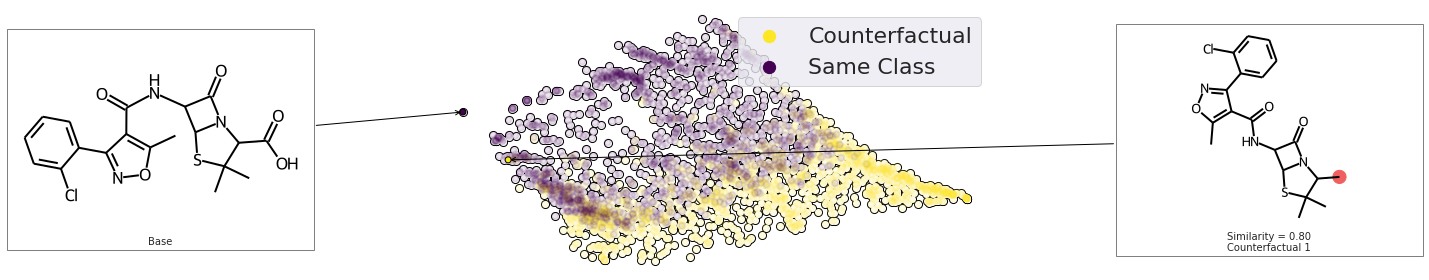 O
H
N
O
O
N
S
OH
Cl
N
O
Base
Counterfactual
Same Class
Cl
N
O
O
HN
O
N
S
Similarity = 0.80
Counterfactual 1